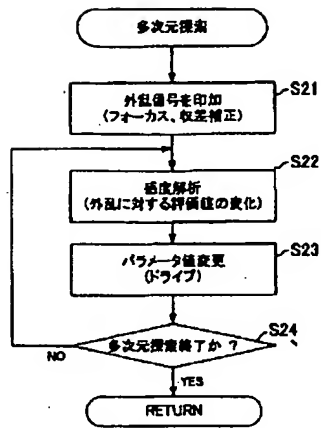 多次元探索
S21
外乱信号を印加
(フォーカス、収差補正)
S22
感度解析
(外乱に対する評価値の変化)
S23
パラメータ値変更
(ドライブ)
S24
多次元探索終了か?
NO
YES
RETURN